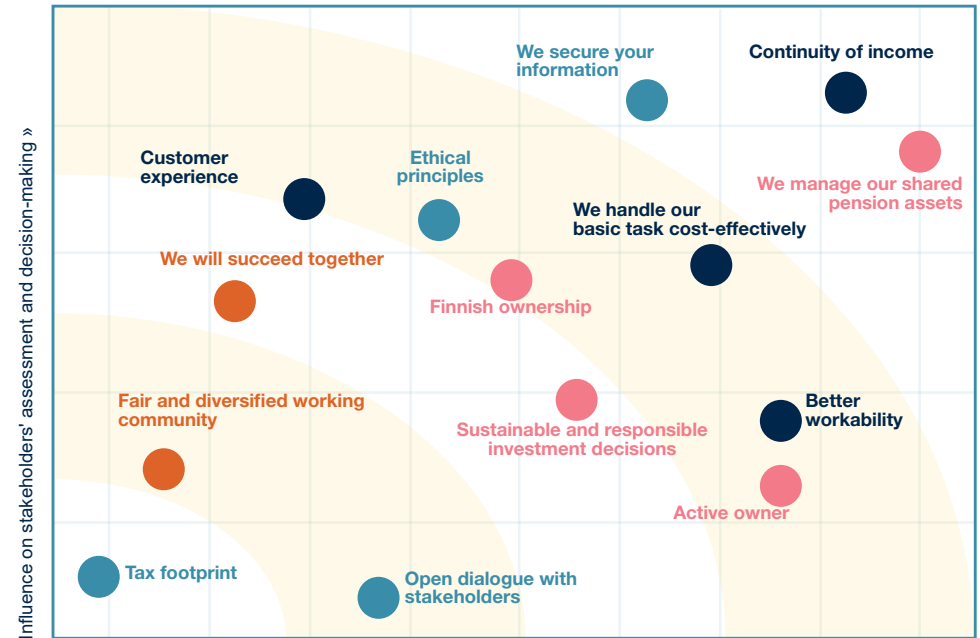 Influence on stakeholders' assessment and decision-making »
We secure your
information
Continuity of income
Customer
experience
Ethical
principles
We manage our shared
pension assets
We handle our
basic task cost-effectively
We will succeed together
Finnish ownership
Fair and diversified working
community
Better
workability
Sustainable and responsible
investment decisions
Active owner
Tax footprint
Open dialogue with
stakeholders